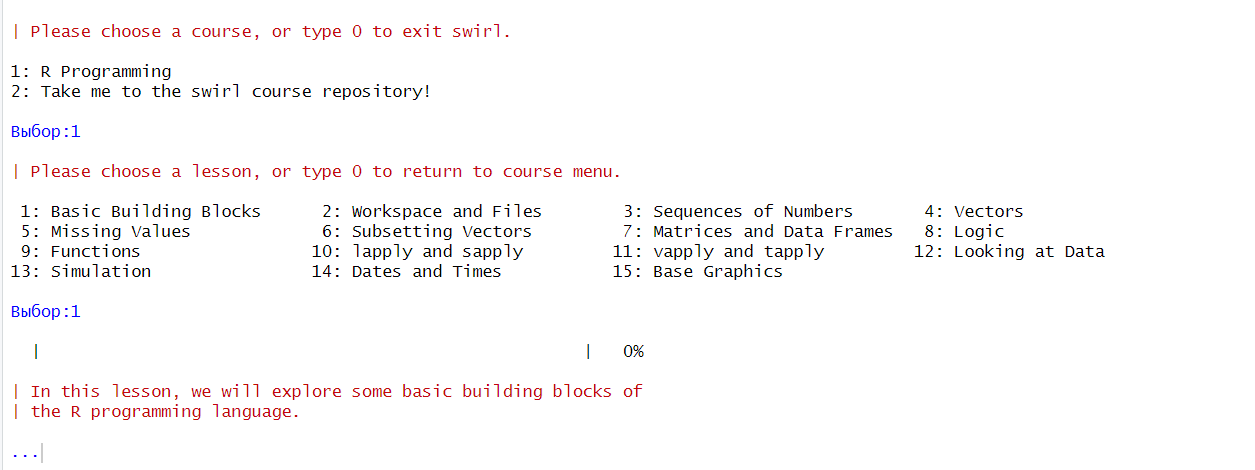 | Please choose a course, or type 0 to exit swirl.
1: R Programming
2: Take me to the swirl course repository!
Выбор:1
| Please choose a lesson, or type 0 to return to course menu.
1: Basic Building Blocks 2: Workspace and Files 3: Sequences of Numbers 4: Vectors
5: Missing Values 6: Subsetting Vectors 7: Matrices and Data Frames 8: Logic
9: Functions 10: lapply and sapply 11: vapply and tapply 12: Looking at Data
13: Simulation 14: Dates and Times 15: Base Graphics
Выбор:1
| | 0%
| In this lesson, we will explore some basic building blocks of
| the R programming language.
...